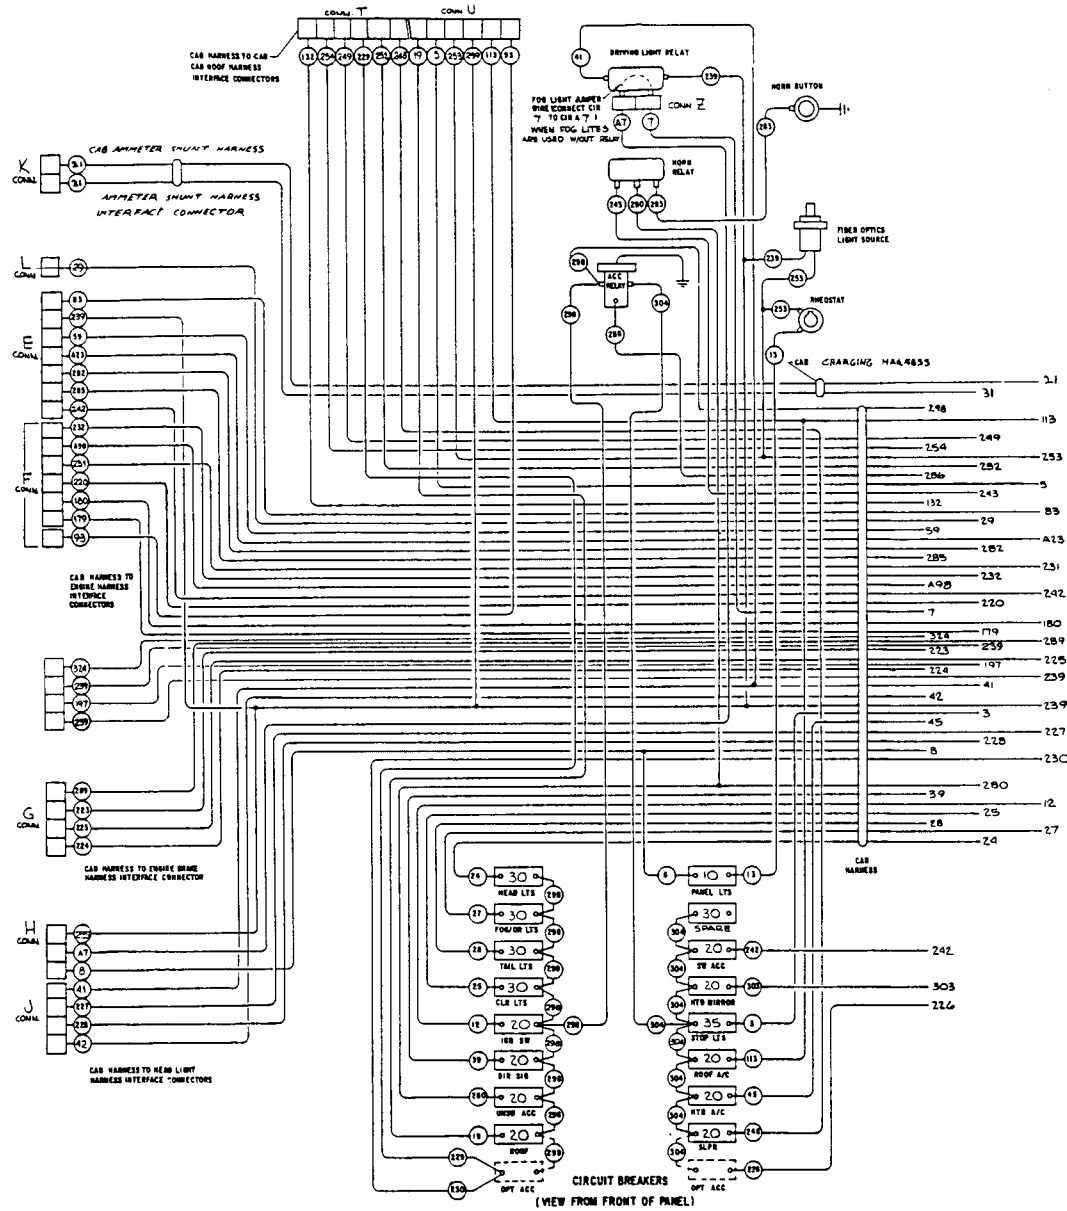 CONN. T
CONN U
CAB HARNESS TO CAB
CAB ROOF HARNESS
INTERFACE CONNECTORS
132 254 249 229 252 248 19 5 253 239 113 93
41
DRIVING LIGHT RELAY
239
FOG LIGHT JUMPER
WIRE (CONNECT CIR
7 TO CIR A7)
WHEN FOG LITES
ARE USED W/OUT RELAY
CONN Z
A7
7
HORN BUTTON
283
K
CONN.
21
31
CAB AMMETER SHUNT HARNESS
AMMETER SHUNT HARNESS
INTERFACE CONNECTOR
HORN
RELAY
243 280 283
FIBER OPTICS
LIGHT SOURCE
239
253
L
CONN
29
298
ACC
RELAY
298
304
286
RHEOSTAT
253
13
CAB CHARGING HARNESS
E
CONN.
83
239
59
A23
282
285
242
F
CONN.
232
A98
231
220
180
179
93
CAB HARNESS TO
ENGINE HARNESS
INTERFACE
CONNECTORS
21
31
298
113
249
254
253
252
286
5
243
132
83
29
59
A23
282
285
231
232
A98
242
220
7
180
179
324
289
239
223
225
197
224
239
41
42
239
3
45
227
228
8
230
280
39
12
25
28
27
24
324
239
197
239
G
CONN.
289
223
225
224
CAB HARNESS TO ENGINE BRAKE
HARNESS INTERFACE CONNECTOR
CAB
HARNESS
H
CONN.
A7
8
J
CONN.
41
227
228
42
CAB HARNESS TO HEAD LIGHT
HARNESS INTERFACE CONNECTORS
24 30
HEAD LTS
298
27 30
FOG/DR LTS
298
28 30
TAIL LTS
298
25 30
CLR LTS
298
12 20 298
IGN SW
298
39 20
DIR SIG
298
280 20
UNSW ACC
298
19 20
ROOF
298
229
230
OPT ACC
10 13
PANEL LTS
30
SPARE
304
20 242
SW ACC
304
20 303
HTD MIRROR
304
304 35 3
STOP LTS
304
20 113
ROOF A/C
304
20 45
HTR A/C
304
20 248
SLPR
304
226
OPT ACC
242
303
226
CIRCUIT BREAKERS
(VIEW FROM FRONT OF PANEL)